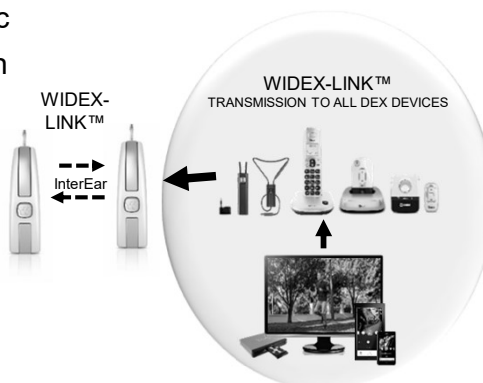 c
n
WIDEX-
LINK™
InterEar
WIDEX-LINK™
TRANSMISSION TO ALL DEX DEVICES